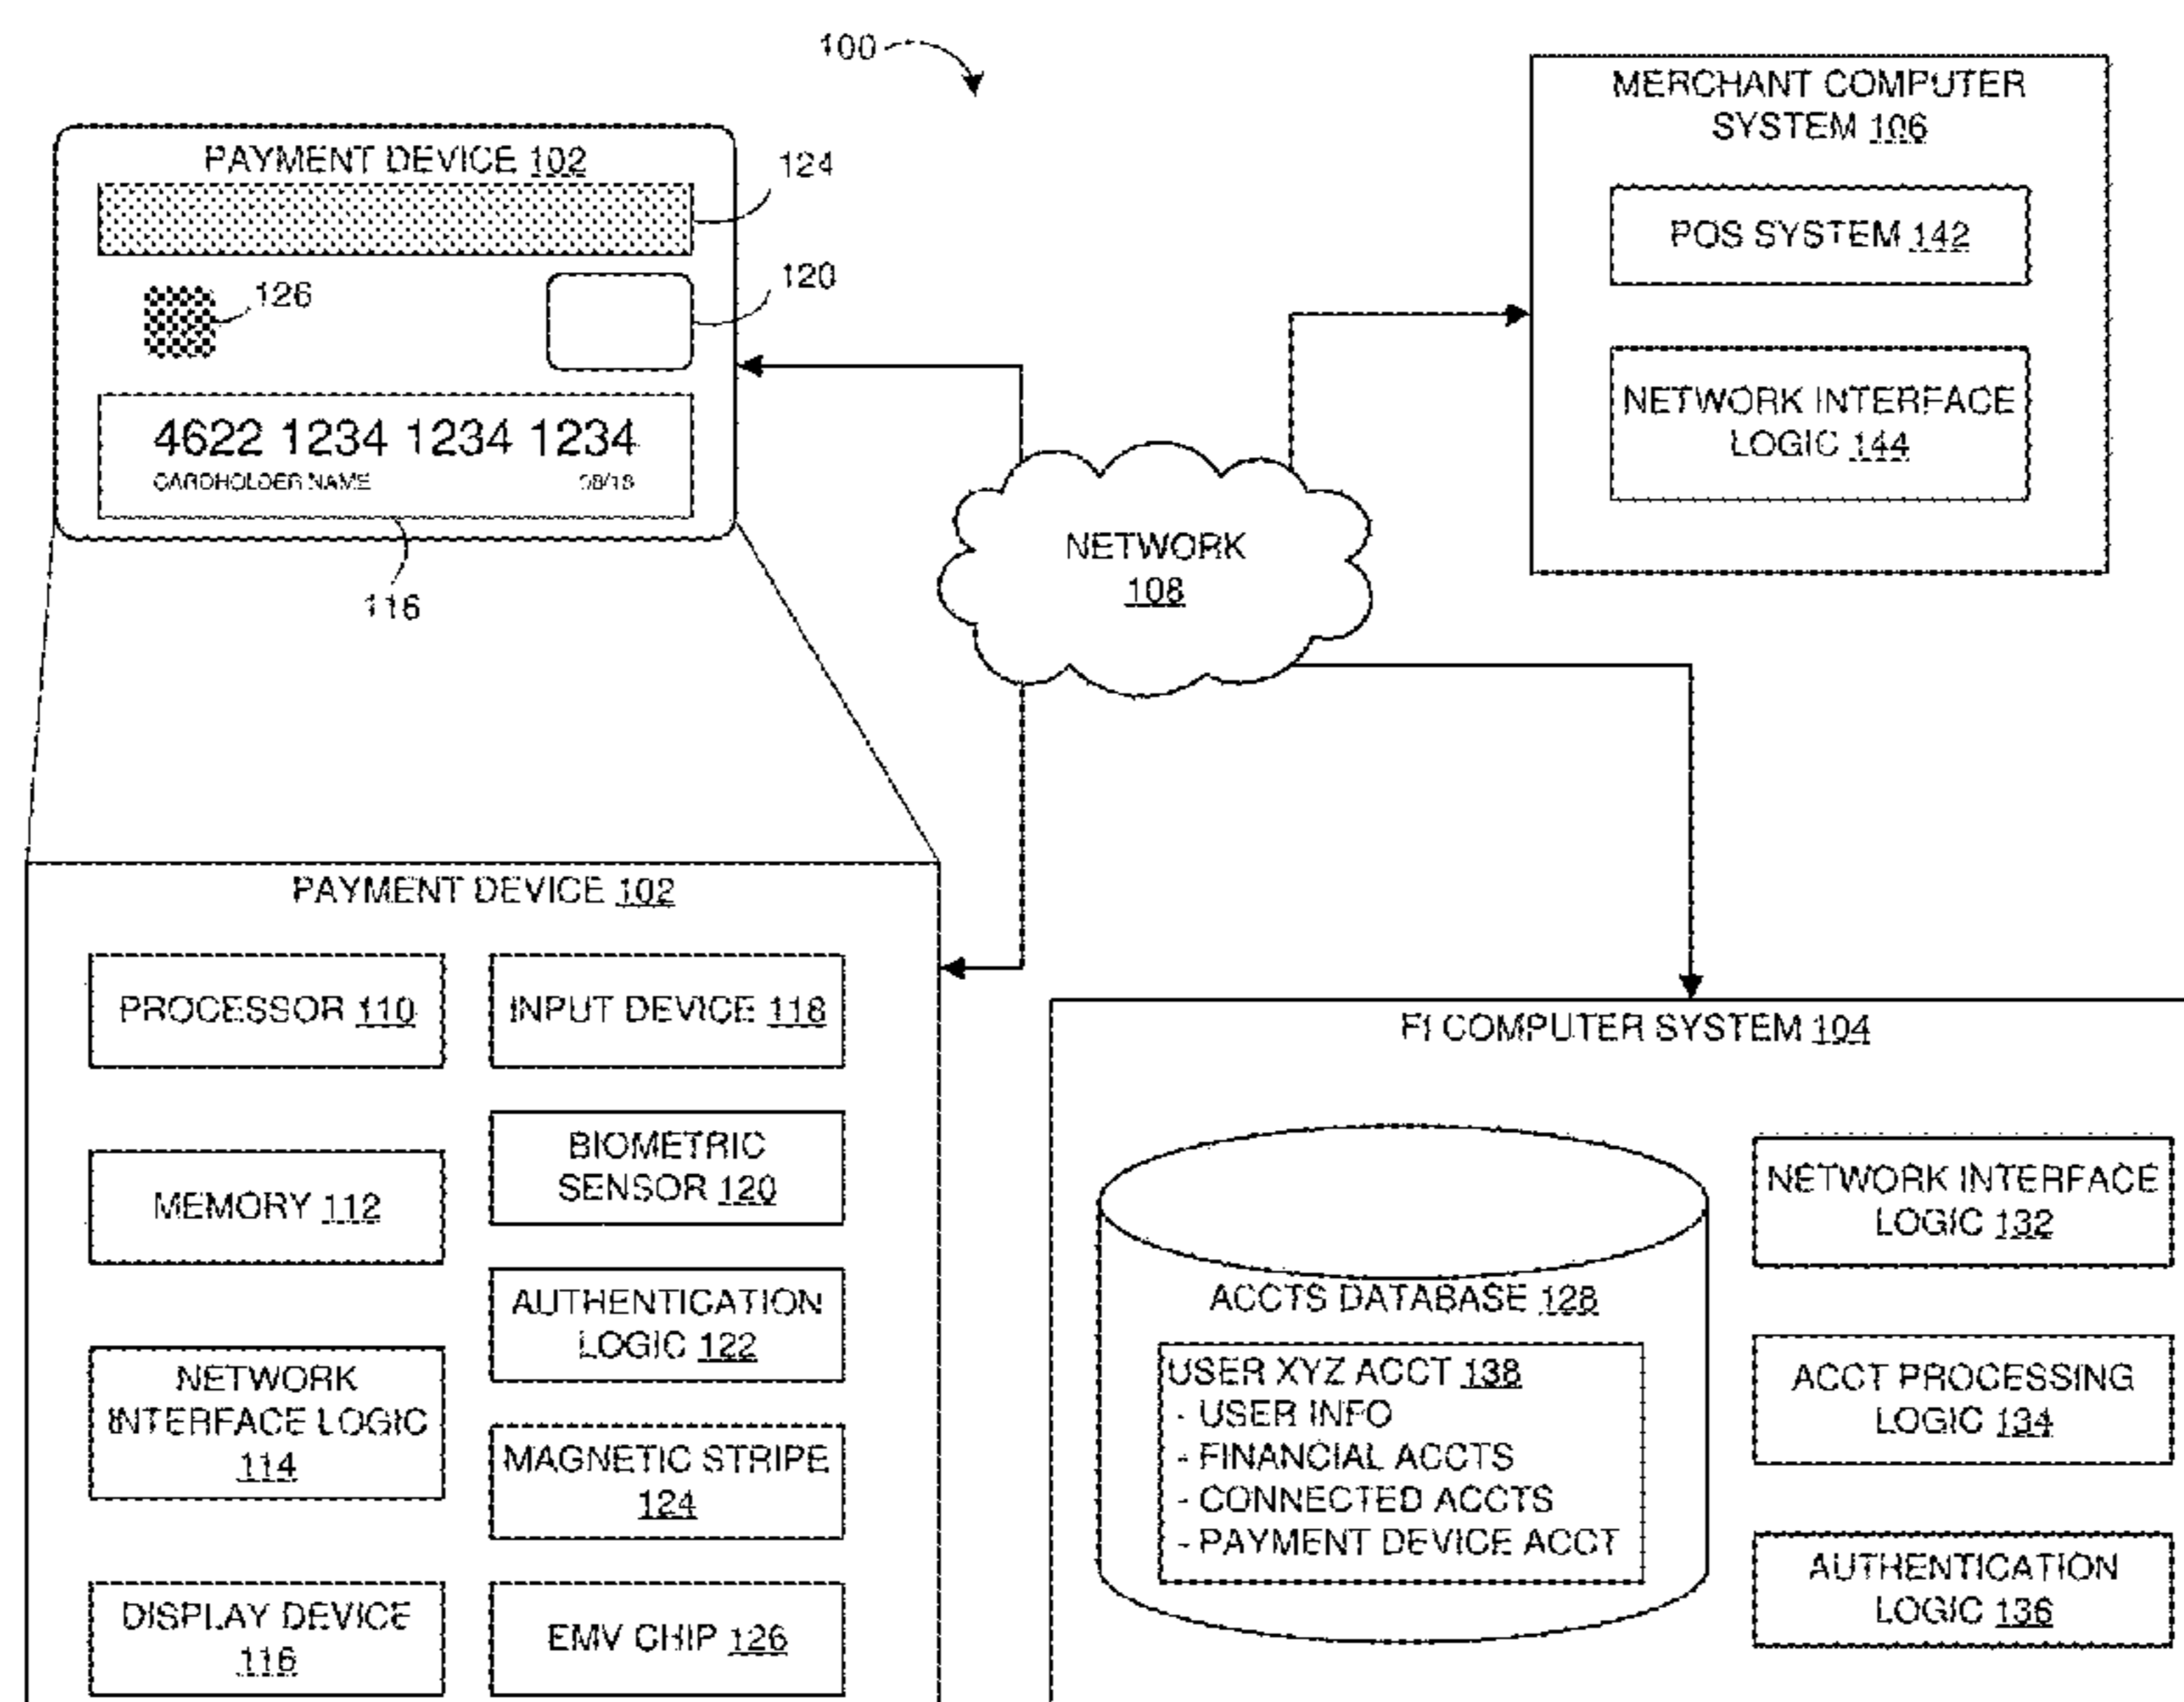 100
PAYMENT DEVICE 102
124
126
120
4622 1234 1234 1234
CARDHOLDER NAME
08/18
116
MERCHANT COMPUTER
SYSTEM 106
POS SYSTEM 142
NETWORK INTERFACE
LOGIC 144
NETWORK
108
PAYMENT DEVICE 102
PROCESSOR 110
INPUT DEVICE 118
MEMORY 112
BIOMETRIC
SENSOR 120
AUTHENTICATION
LOGIC 122
NETWORK
INTERFACE LOGIC
114
MAGNETIC STRIPE
124
DISPLAY DEVICE
116
EMV CHIP 126
FI COMPUTER SYSTEM 104
ACCTS DATABASE 128
USER XYZ ACCT 138
- USER INFO
- FINANCIAL ACCTS
- CONNECTED ACCTS
- PAYMENT DEVICE ACCT
NETWORK INTERFACE
LOGIC 132
ACCT PROCESSING
LOGIC 134
AUTHENTICATION
LOGIC 136